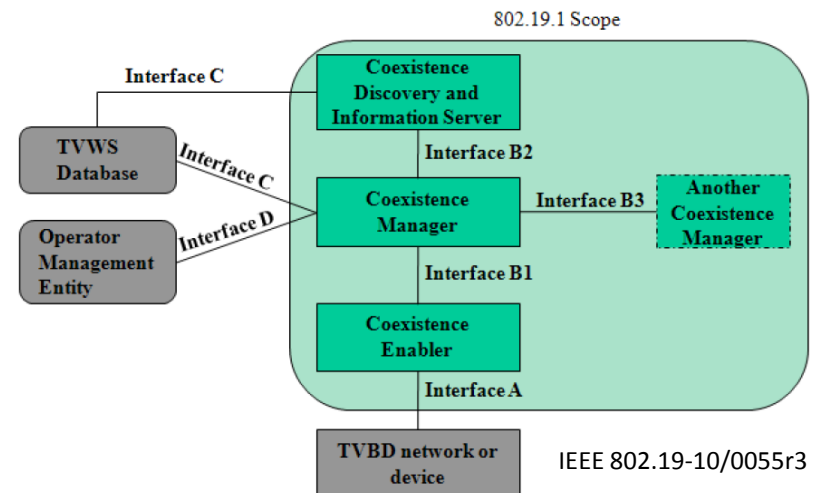 802.19.1 Scope
Interface C
Coexistence
Discovery and
Information Server
TVWS
Database
Interface C
Interface B2
Coexistence
Manager
Interface B3
Another
Coexistence
Manager
Operator
Management
Entity
Interface D
Interface B1
Coexistence
Enabler
Interface A
TVBD network or
device
IEEE 802.19-10/0055r3